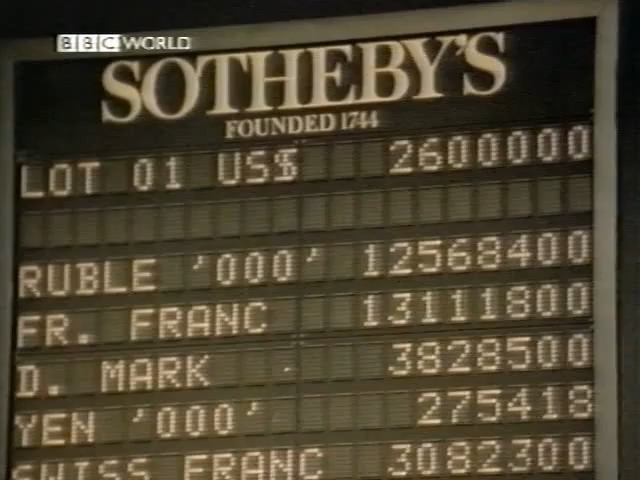 BBC WORLD
SOTHEBY'S
FOUNDED 1744
LOT 01 US$ 2600000
RUBLE '000' 12568400
FR. FRANC 13111800
D. MARK 3828500
YEN '000' 275418
SWISS FRANC 3082300